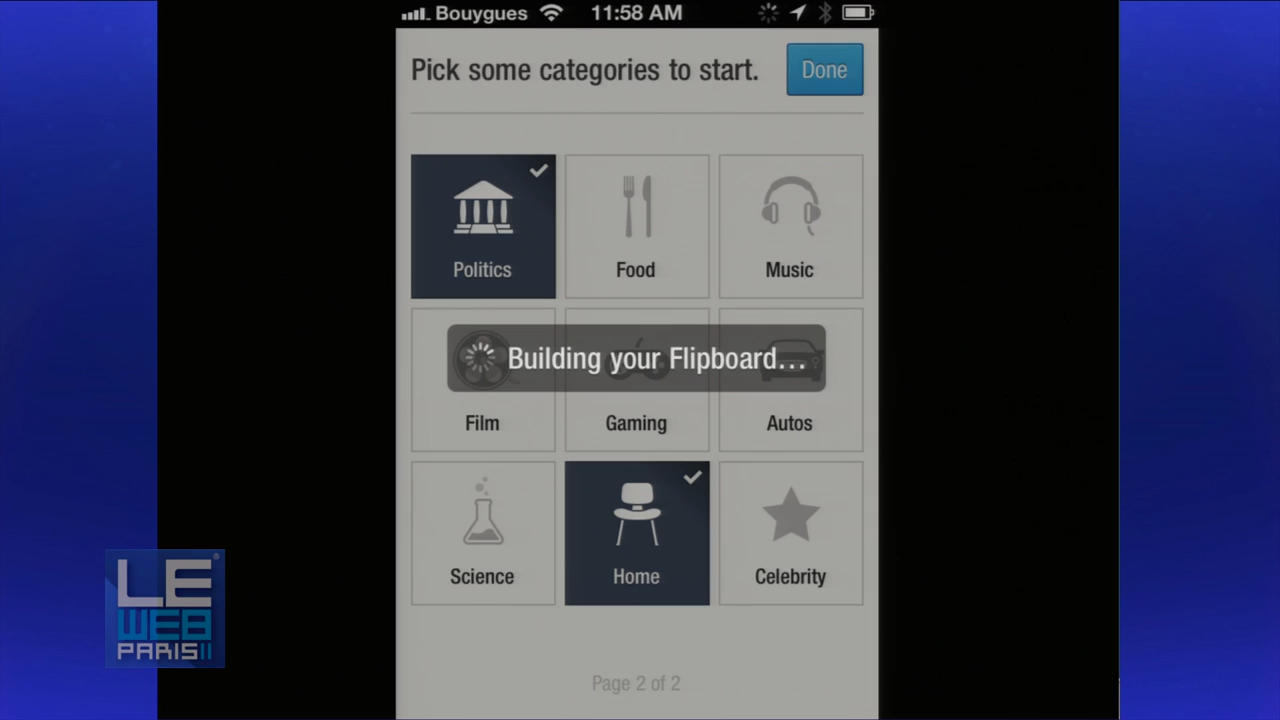 Bouygues 11:58 AM
Pick some categories to start.
Done
Politics
Food
Music
Building your Flipboard...
Film
Gaming
Autos
Science
Home
Celebrity
Page 2 of 2
LE
WEB
PARIS11